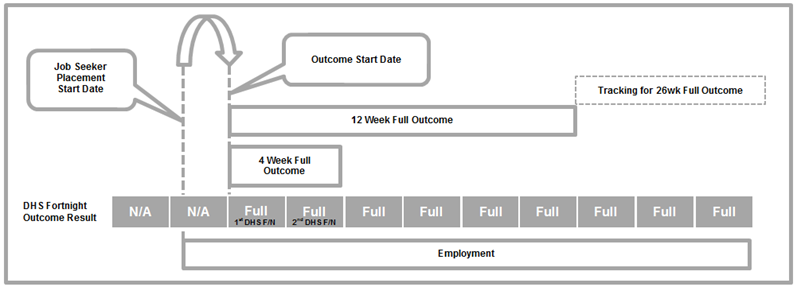 Job Seeker
Placement
Start Date
Outcome Start Date
Tracking for 26wk Full Outcome
12 Week Full Outcome
4 Week Full
Outcome
DHS Fortnight
Outcome Result
N/A
N/A
Full
1st DHS F/N
Full
2nd DHS F/N
Full
Full
Full
Full
Full
Full
Full
Employment